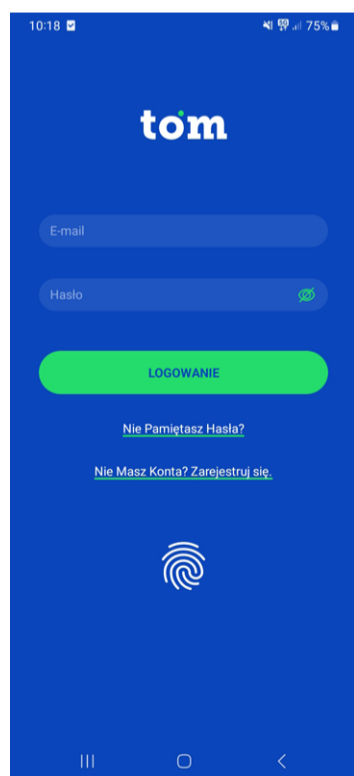 10:18
75%
tom
E-mail
Hasło
LOGOWANIE
Nie Pamiętasz Hasła?
Nie Masz Konta? Zarejestruj się.